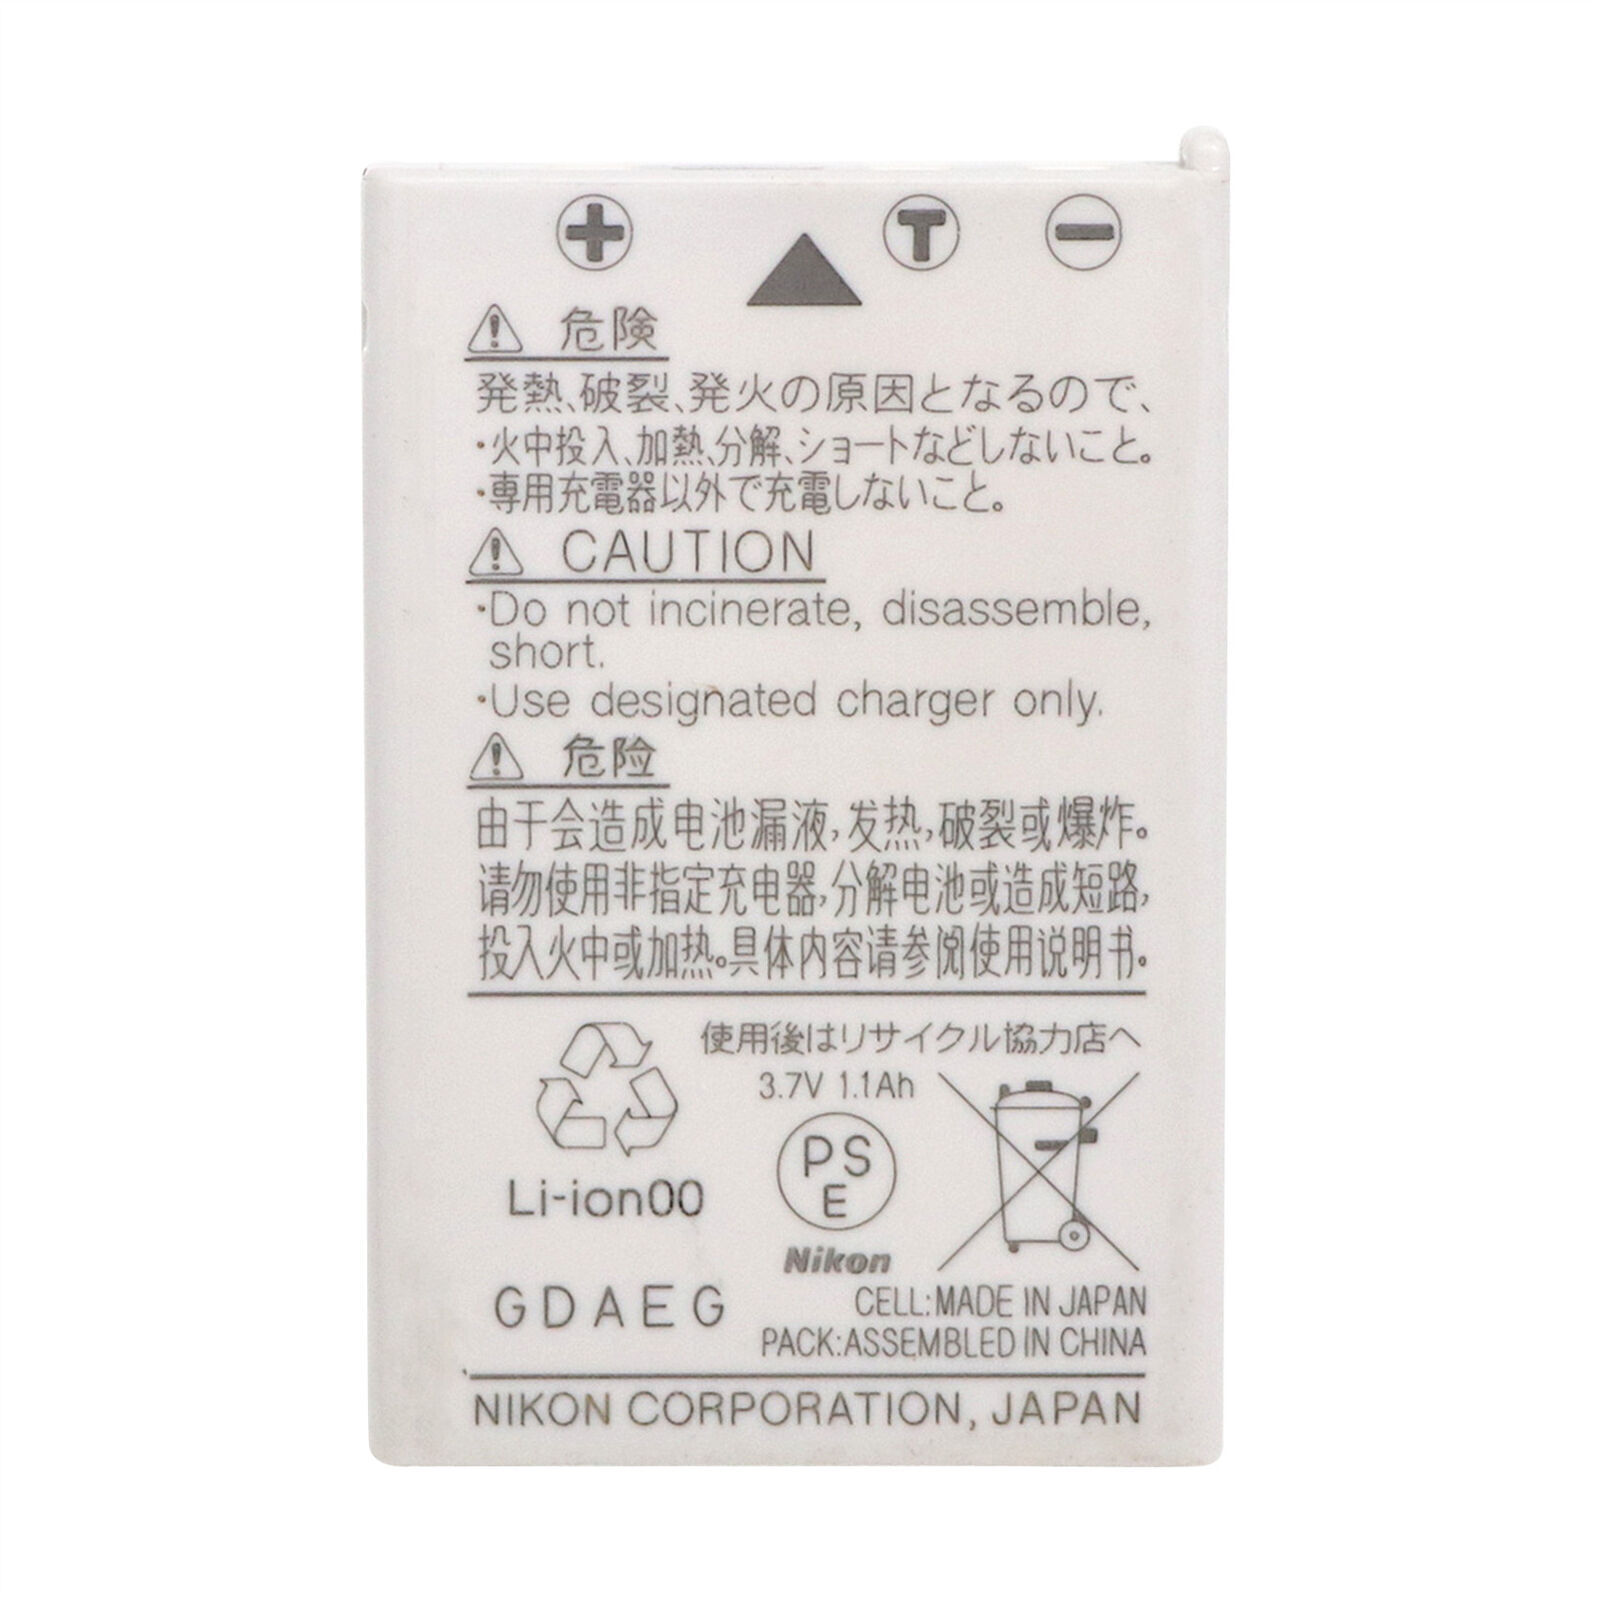 + T −
危険
発熱､破裂､発火の原因となるので､
･火中投入､加熱､分解､ショートなどしないこと。
･専用充電器以外で充電しないこと。
CAUTION
･Do not incinerate, disassemble,
short.
･Use designated charger only.
危险
由于会造成电池漏液,发热,破裂或爆炸。
请勿使用非指定充电器,分解电池或造成短路,
投入火中或加热。具体内容请参阅使用说明书。
使用後はリサイクル協力店へ
3.7V 1.1Ah
PS
E
Li-ion00
Nikon
GDAEG
CELL:MADE IN JAPAN
PACK:ASSEMBLED IN CHINA
NIKON CORPORATION, JAPAN